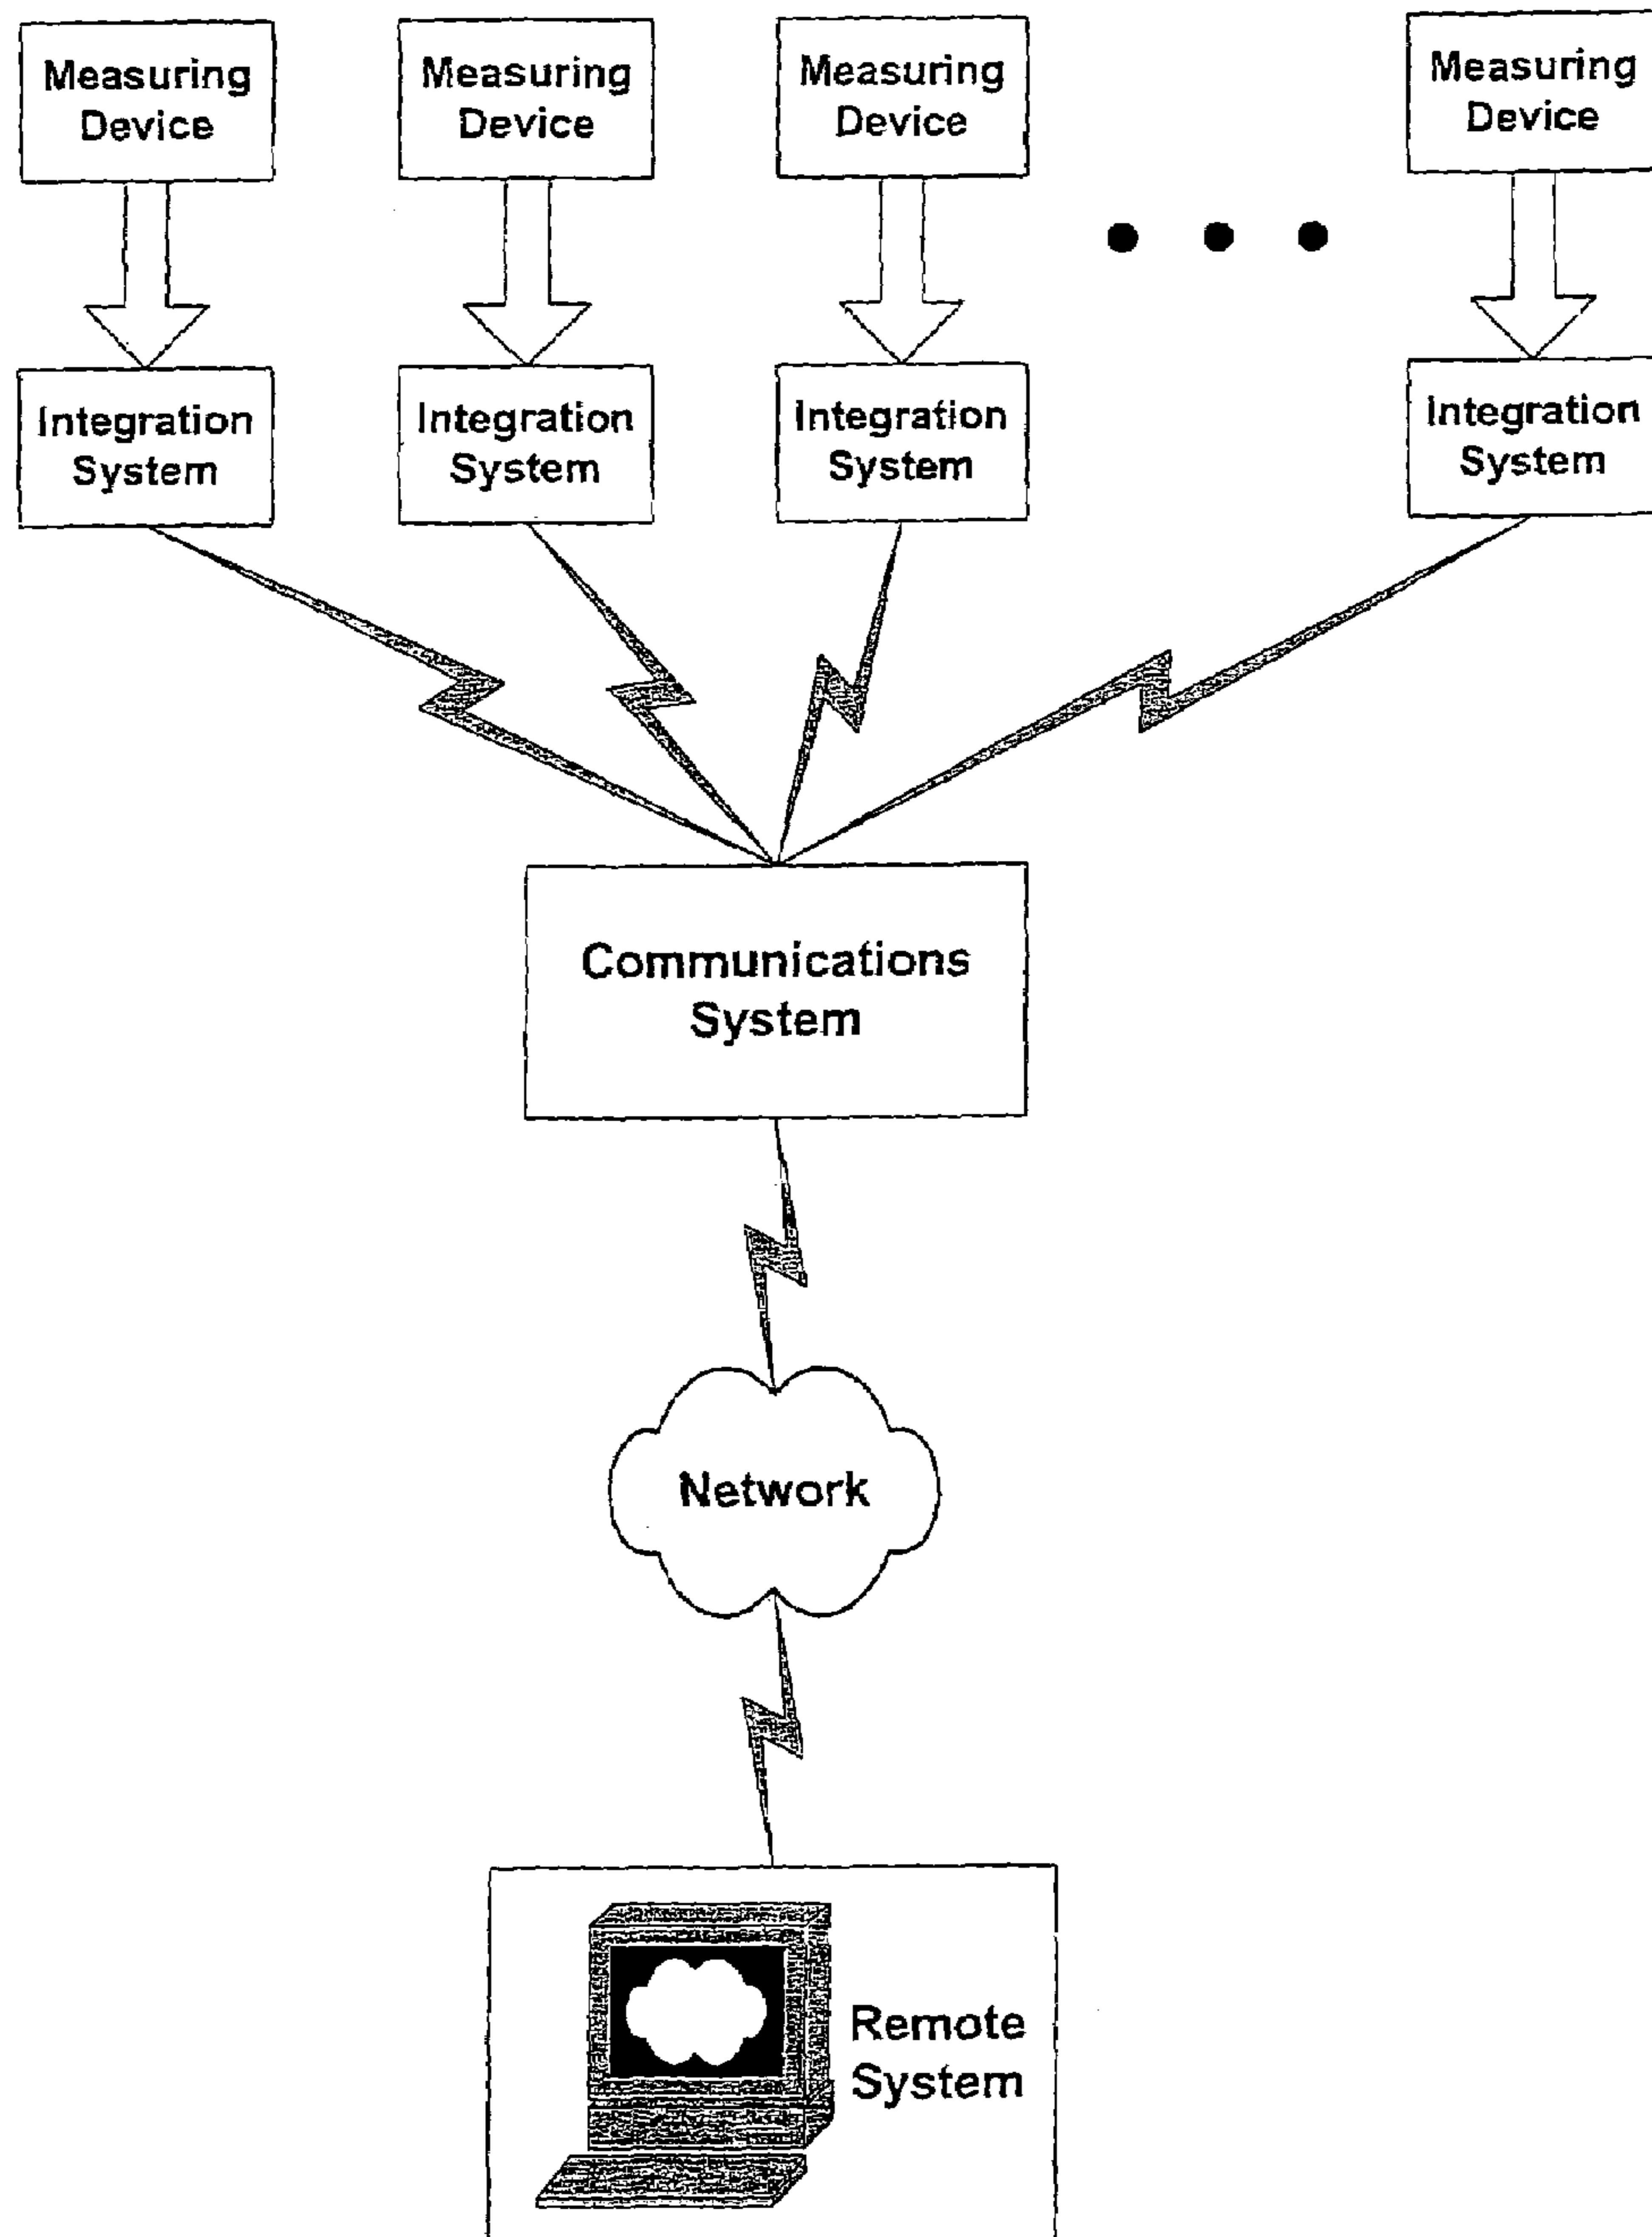 Measuring
Device
Measuring
Device
Measuring
Device
Measuring
Device
Integration
System
Integration
System
Integration
System
Integration
System
Communications
System
Network
Remote
System